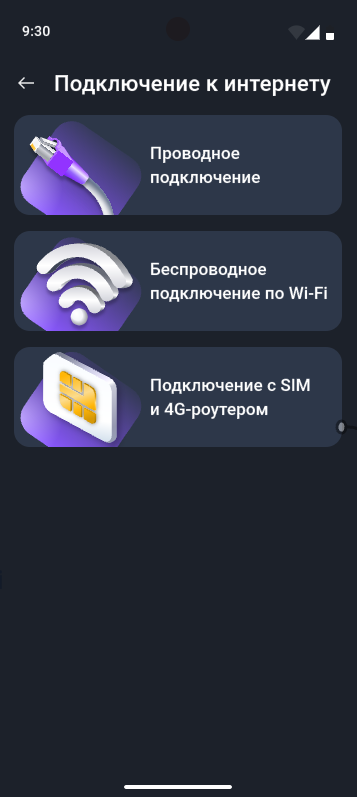 9:30
Подключение к интернету
Проводное
подключение
Беспроводное
подключение по Wi-Fi
Подключение с SIM
и 4G-роутером